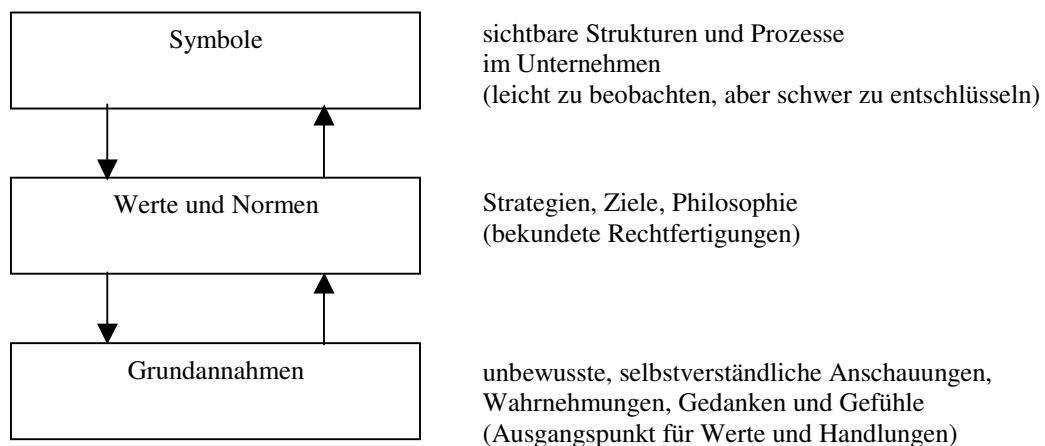 Symbole
sichtbare Strukturen und Prozesse
im Unternehmen
(leicht zu beobachten, aber schwer zu entschlüsseln)
Werte und Normen
Strategien, Ziele, Philosophie
(bekundete Rechtfertigungen)
Grundannahmen
unbewusste, selbstverständliche Anschauungen,
Wahrnehmungen, Gedanken und Gefühle
(Ausgangspunkt für Werte und Handlungen)